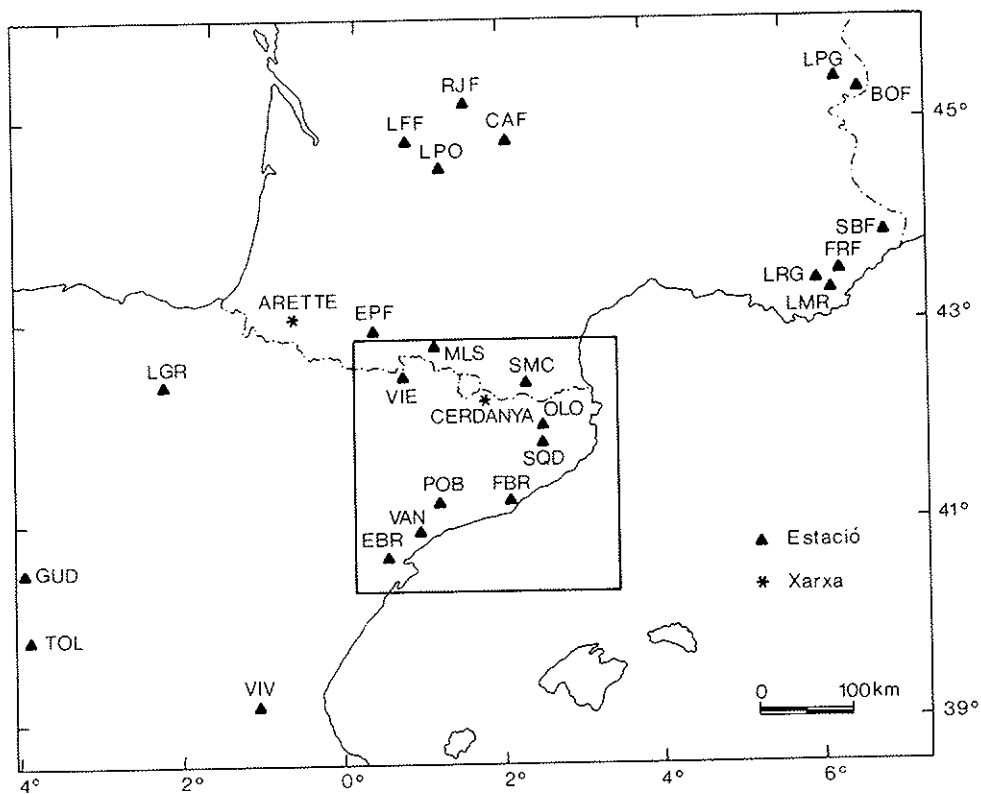 LPG
BOF
RJF
45°
LFF
CAF
LPO
SBF
FRF
LRG
LMR
ARETTE
EPF
43°
MLS
LGR
SMC
VIE
CERDANYA
OLO
SQD
POB
FBR
41°
VAN
▲ Estació
EBR
GUD
* Xarxa
TOL
VIV
0 100km
39°
4° 2° 0° 2° 4° 6°